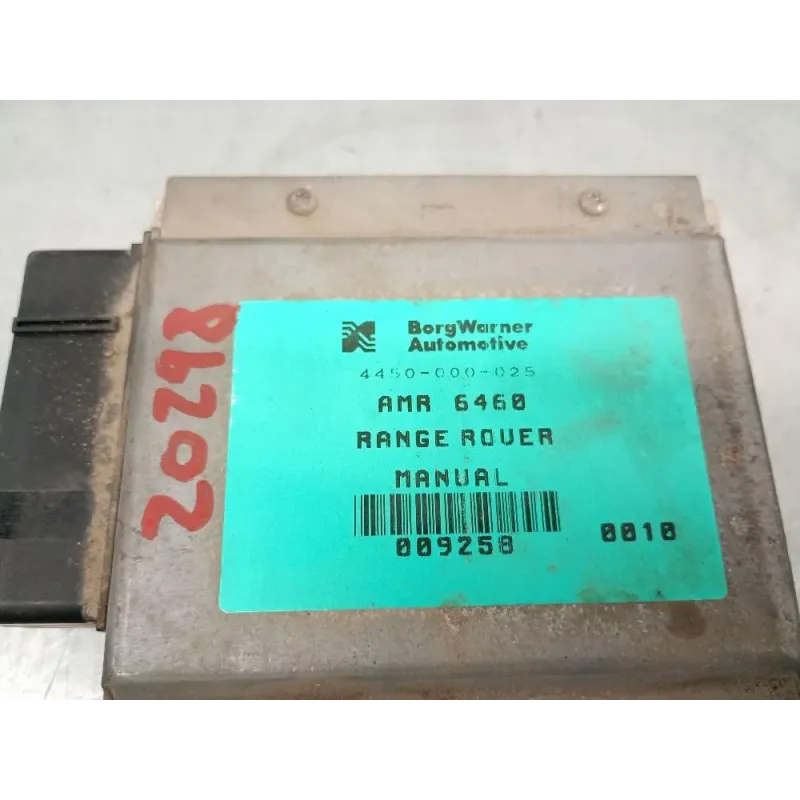 20298
BorgWarner
Automotive
4450-000-025
AMR 6460
RANGE ROVER
MANUAL
009258
0010